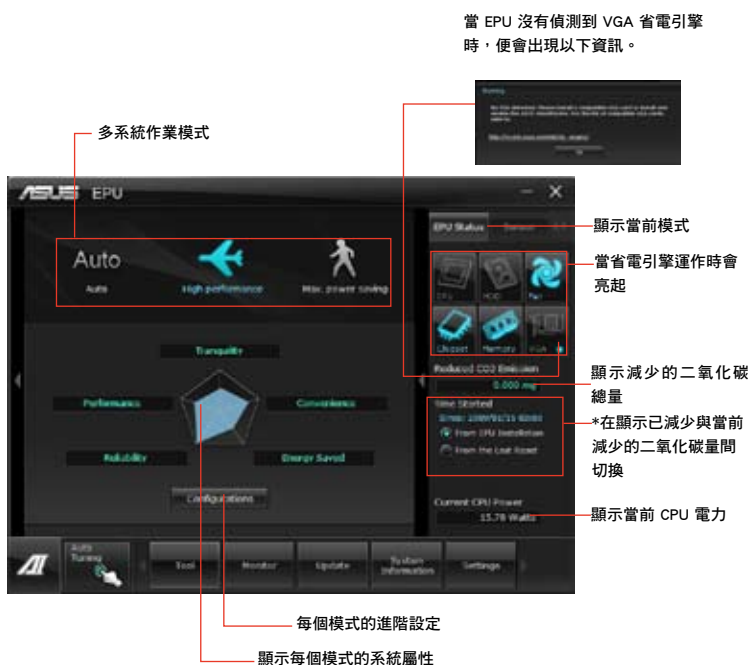 當 EPU 沒有偵測到 VGA 省電引擎
時，便會出現以下資訊。
多系統作業模式
ASUS EPU
EPU Status
顯示當前模式
Auto
Auto
High performance
Max. power saving
CPU
HDD
Fan
當省電引擎運作時會
亮起
Chipset
Memory
VGA
Tranquility
Reduced CO2 Emission
0.000 mg
顯示減少的二氧化碳
總量
Performance
Convenience
Time Started
From EPU Installation
From the Last Reset
*在顯示已減少與當前
減少的二氧化碳量間
切換
Reliability
Energy Saved
Configurations
Current CPU Power
15.78 Watts
顯示當前 CPU 電力
Auto
Tuning
Tool
Monitor
Update
System
Information
Settings
每個模式的進階設定
顯示每個模式的系統屬性